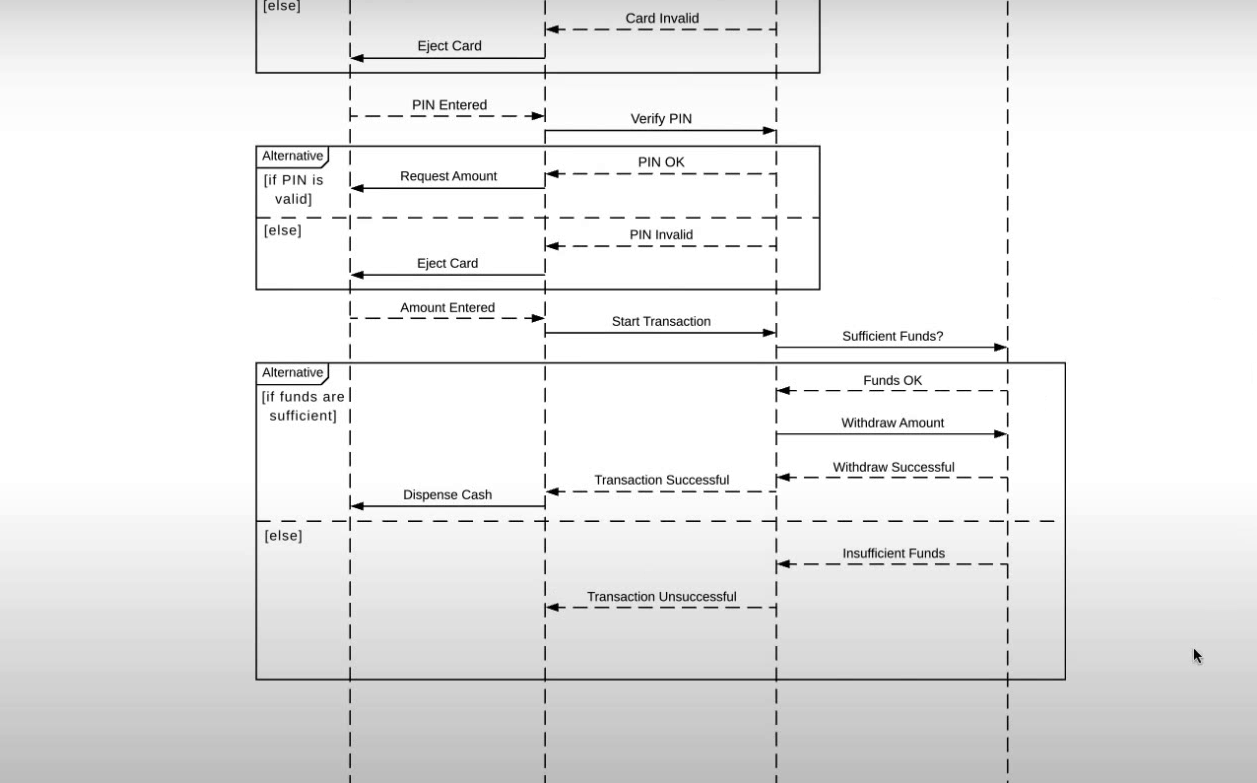 [else]
Card Invalid
Eject Card
PIN Entered
Verify PIN
Alternative
PIN OK
[if PIN is
valid]
Request Amount
[else]
PIN Invalid
Eject Card
Amount Entered
Start Transaction
Sufficient Funds?
Alternative
Funds OK
[if funds are
sufficient]
Withdraw Amount
Withdraw Successful
Transaction Successful
Dispense Cash
[else]
Insufficient Funds
Transaction Unsuccessful